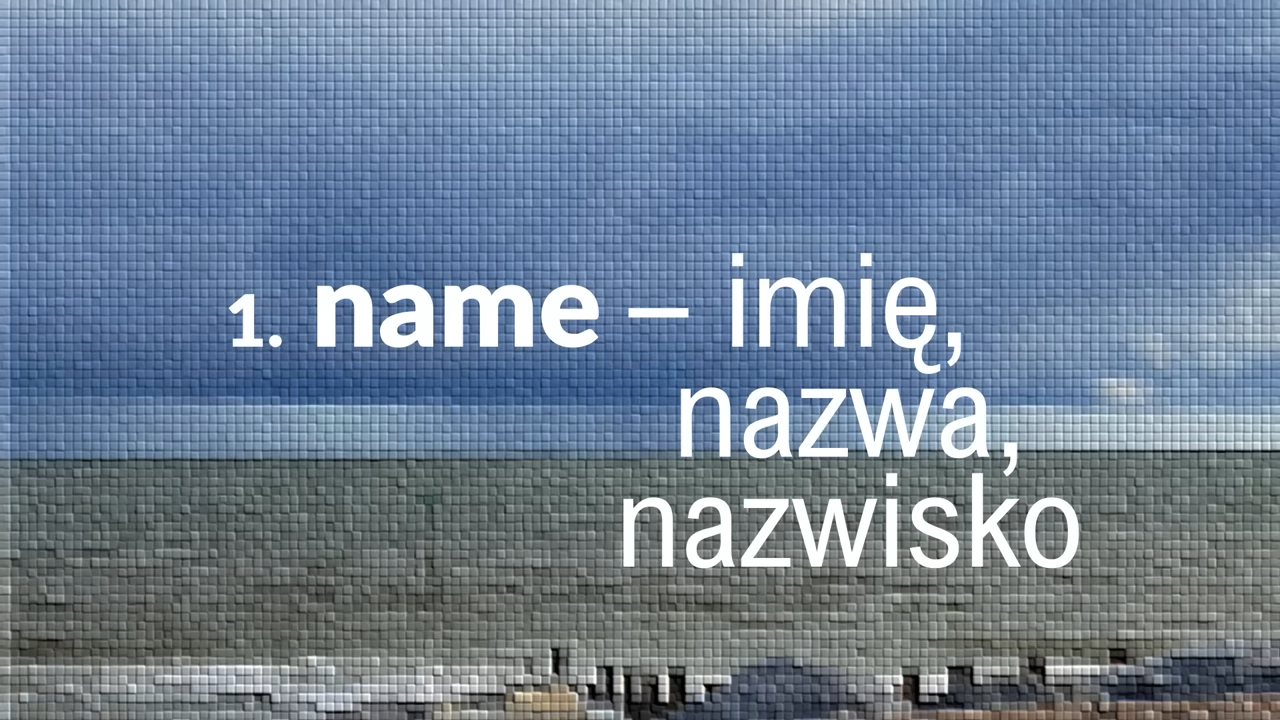 1. name – imię,
nazwa,
nazwisko